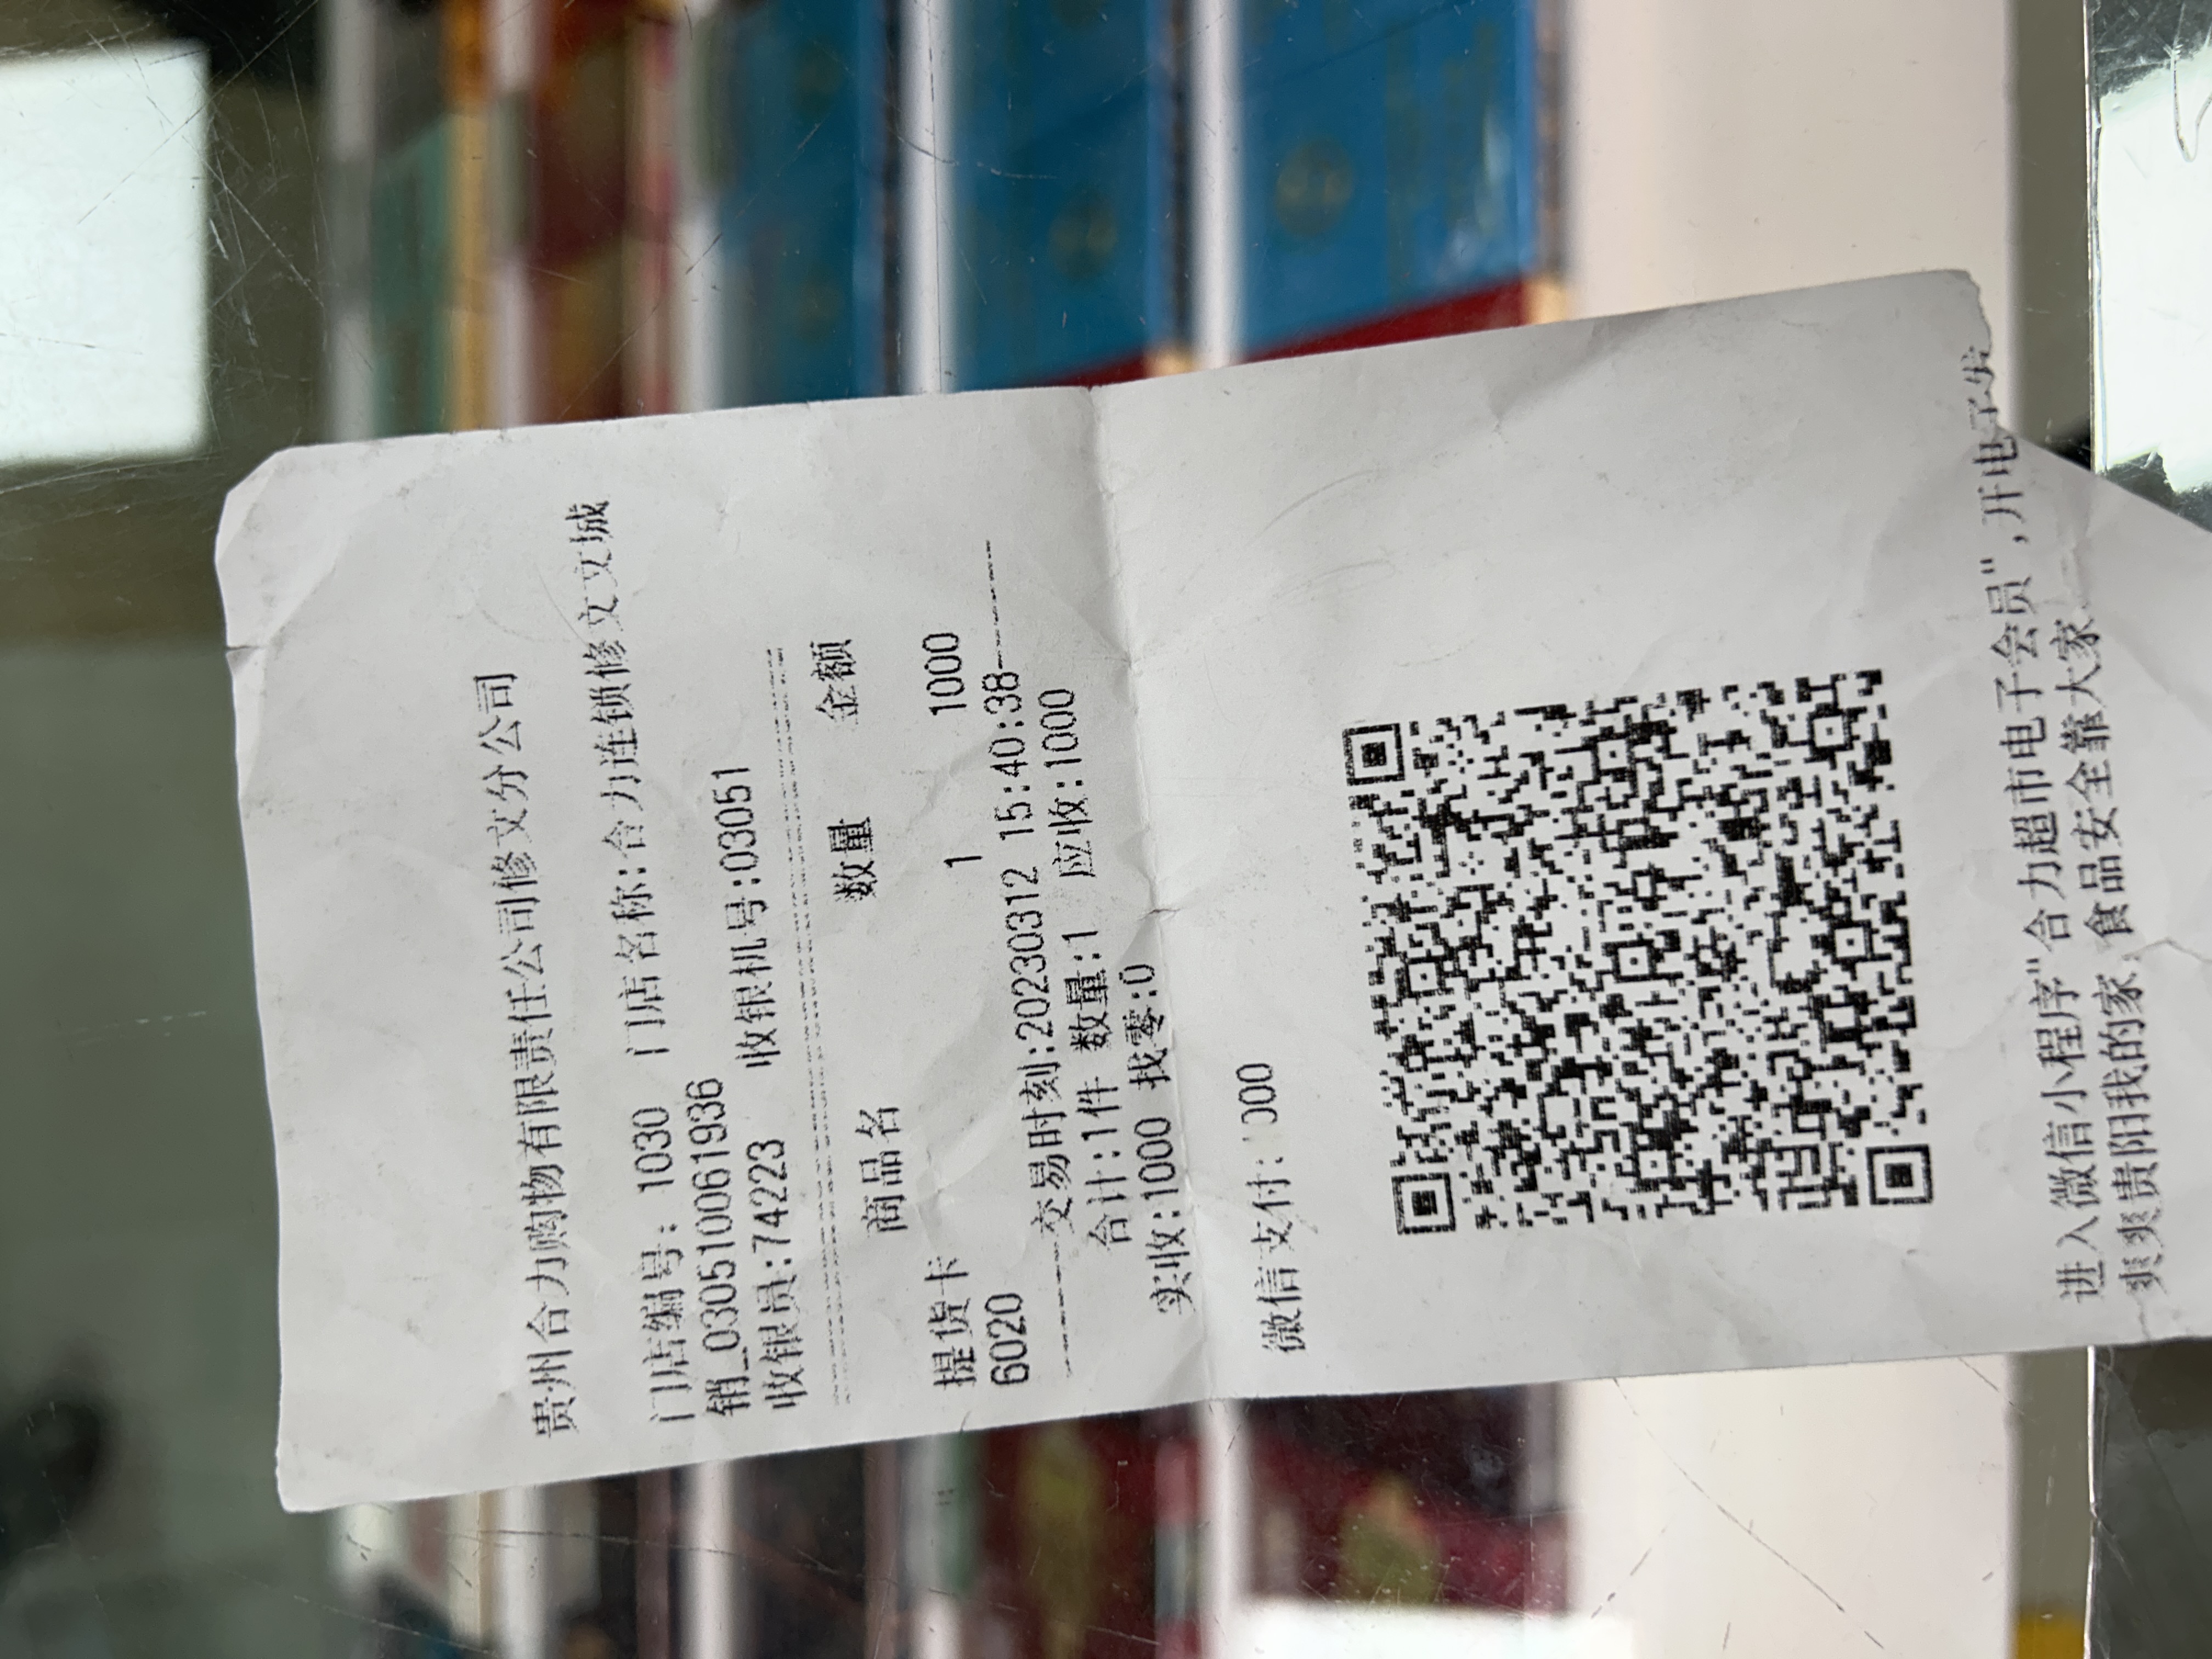 贵州合力购物有限责任公司修文分公司
门店编号: 1030 门店名称:合力连锁修文文城
销_030510061936
收银员:74223 收银机号:03051
商品名 数量 金额
提货卡 1 1000
6020
交易时刻:20230312 15:40:38
合计:1件 数量:1 应收:1000
实收:1000 找零:0
微信支付:1000
进入微信小程序"合力超市电子会员",开电子发
爽爽贵阳我的家,食品安全靠大家